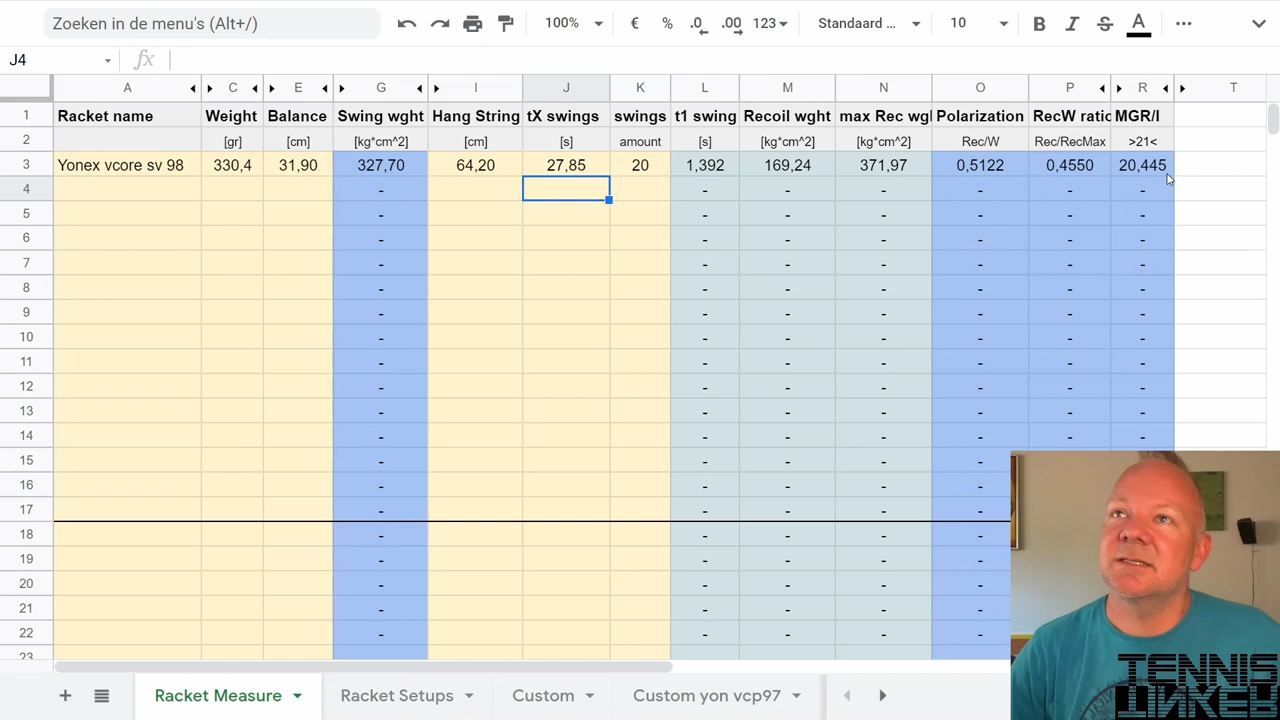 Zoeken in de menu's (Alt+/) 100% € % .0 .00 123 Standaard ... 10 B I S A
J4 fx
A C E G I J K L M N O P R T
1 Racket name Weight Balance Swing wght Hang String tX swings swings t1 swing Recoil wght max Rec wgl Polarization RecW ratio MGR/I
2 [gr] [cm] [kg*cm^2] [cm] [s] amount [s] [kg*cm^2] [kg*cm^2] Rec/W Rec/RecMax >21<
3 Yonex vcore sv 98 330,4 31,90 327,70 64,20 27,85 20 1,392 169,24 371,97 0,5122 0,4550 20,445
4 - - - - - - -
5 - - - - - - -
6 - - - - - - -
7 - - - - - - -
8 - - - - - - -
9 - - - - - - -
10 - - - - - - -
11 - - - - - - -
12 - - - - - - -
13 - - - - - - -
14 - - - - - - -
15 - - - - - - -
16 - - - -
17 - - - -
18 - - - -
19 - - - -
20 - - - -
21 - - - -
22 - - - -
23
+ Racket Measure Racket Setup custom Custom yon vcp97
TENNIS